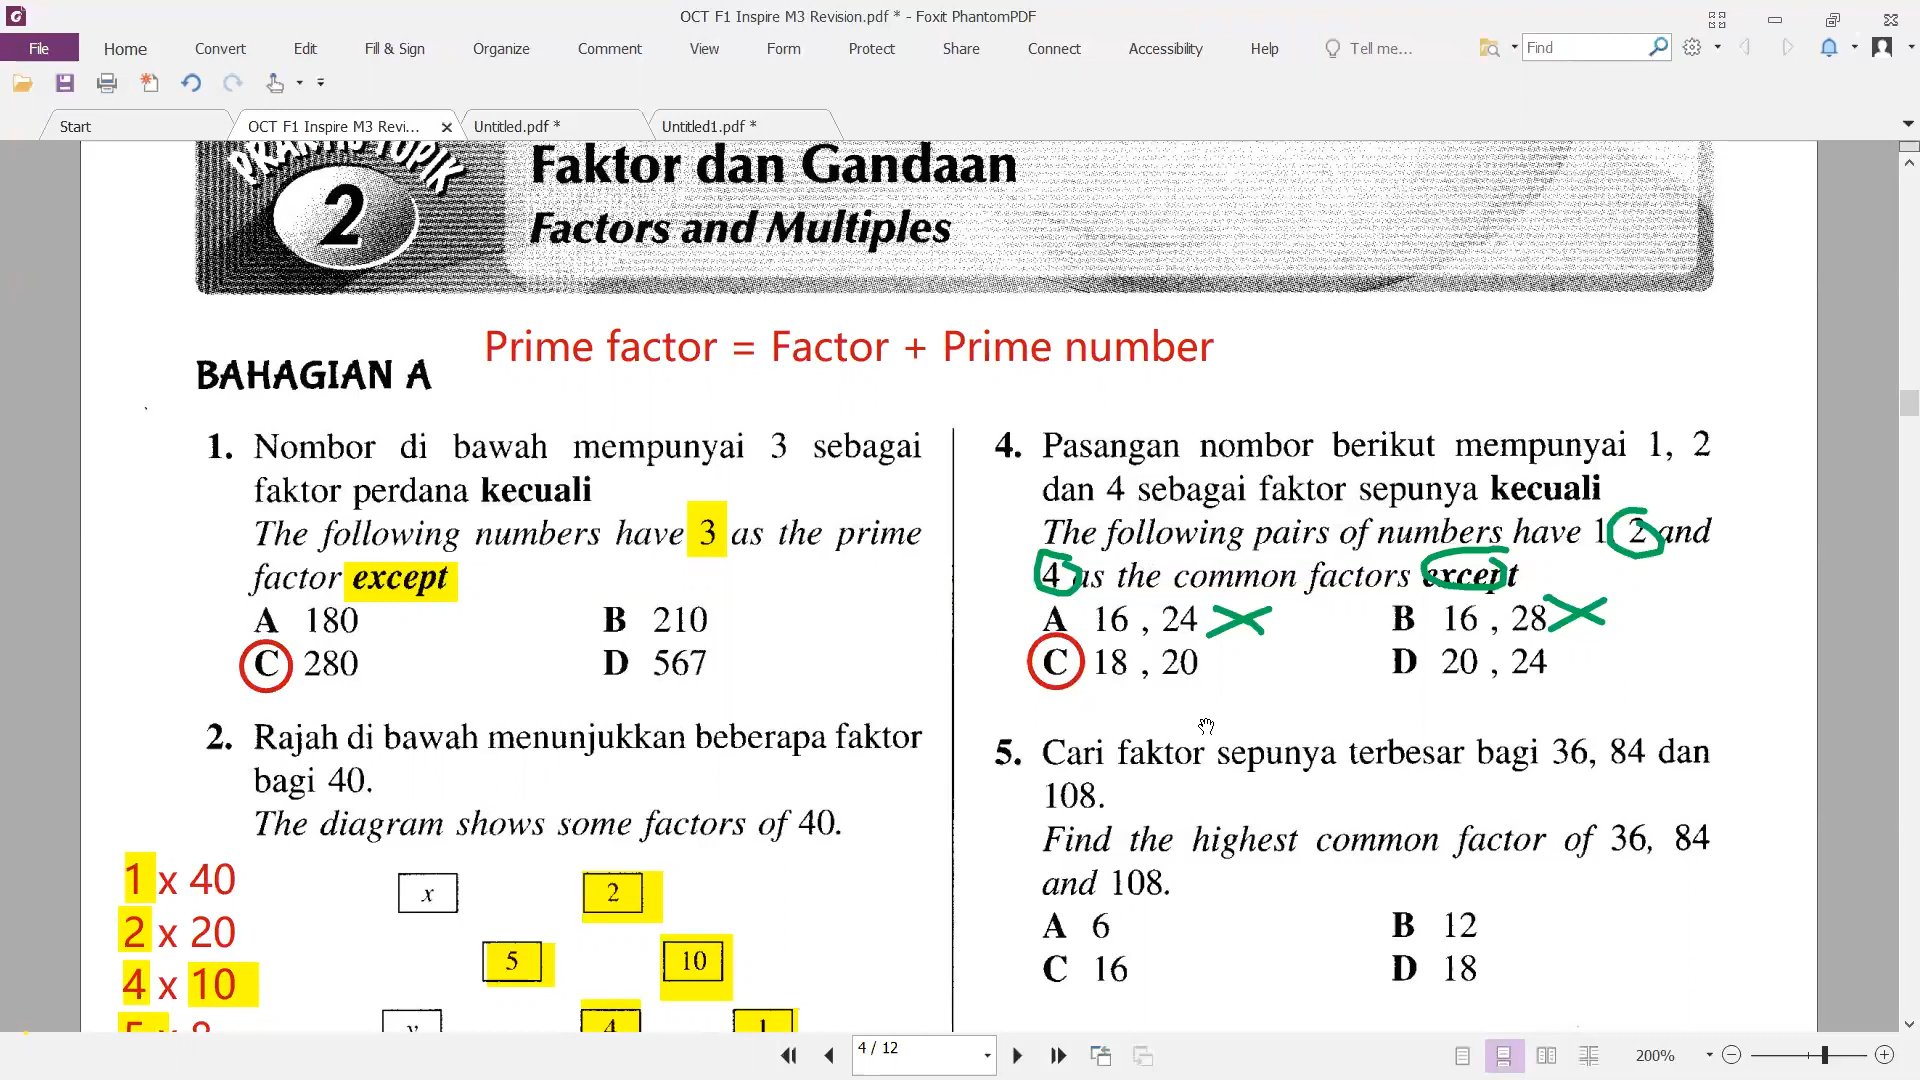 OCT F1 Inspire M3 Revision.pdf * - Foxit PhantomPDF
File Home Convert Edit Fill & Sign Organize Comment View Form Protect Share Connect Accessibility Help Tell me... Find
Start OCT F1 Inspire M3 Revi... Untitled.pdf * Untitled1.pdf *
PRAKTIS TOPIK
2
Faktor dan Gandaan
Factors and Multiples
Prime factor = Factor + Prime number
BAHAGIAN A
1. Nombor di bawah mempunyai 3 sebagai
faktor perdana kecuali
The following numbers have 3 as the prime
factor except
A 180 B 210
C 280 D 567
2. Rajah di bawah menunjukkan beberapa faktor
bagi 40.
The diagram shows some factors of 40.
1 x 40
2 x 20
4 x 10
5 x 8
x 2
5 10
y 4 1
4. Pasangan nombor berikut mempunyai 1, 2
dan 4 sebagai faktor sepunya kecuali
The following pairs of numbers have 1 2 and
4 as the common factors except
A 16 , 24 B 16 , 28
C 18 , 20 D 20 , 24
5. Cari faktor sepunya terbesar bagi 36, 84 dan
108.
Find the highest common factor of 36, 84
and 108.
A 6 B 12
C 16 D 18
4 / 12
200%